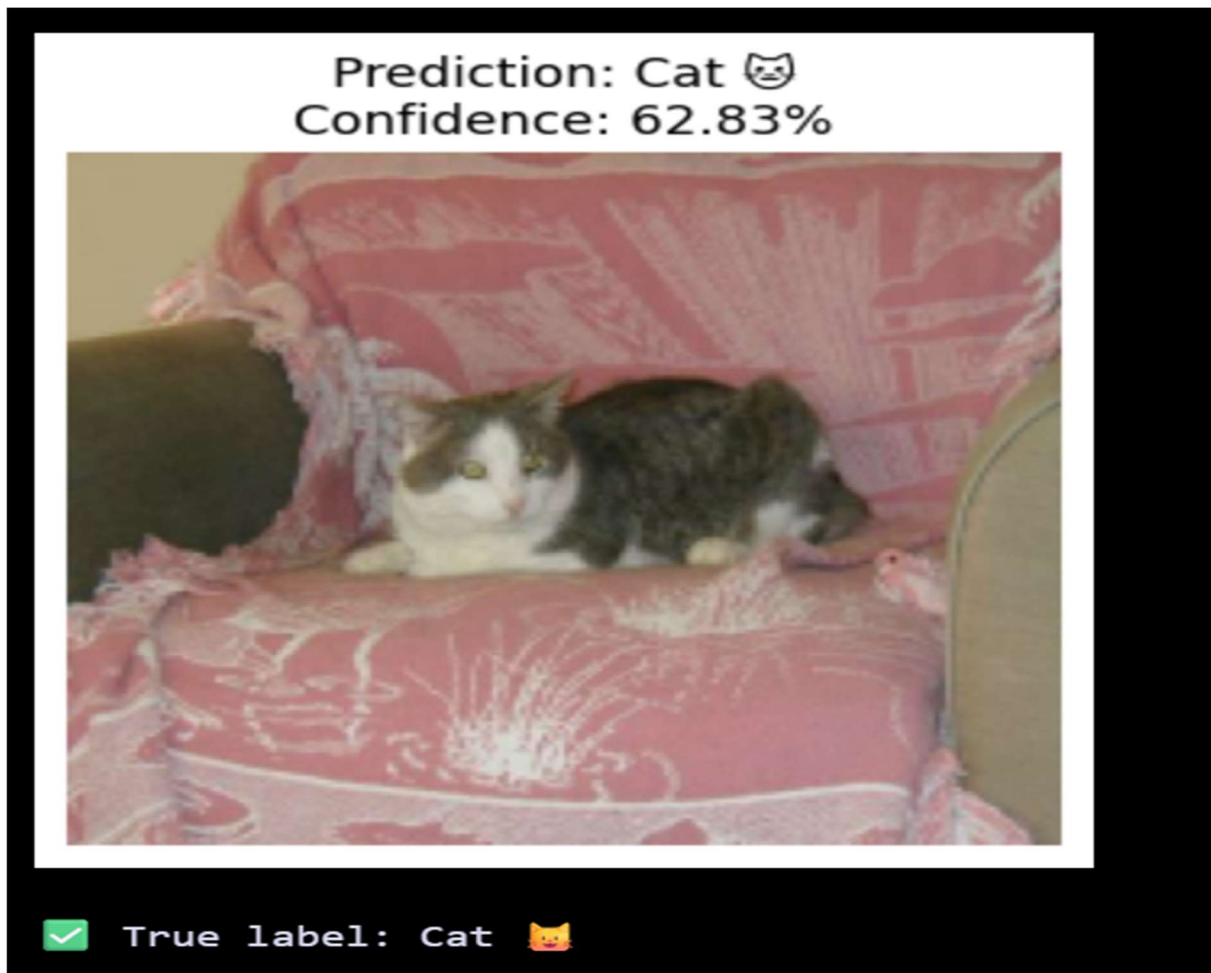 Prediction: Cat 🐱
Confidence: 62.83%
✅ True label: Cat 😺